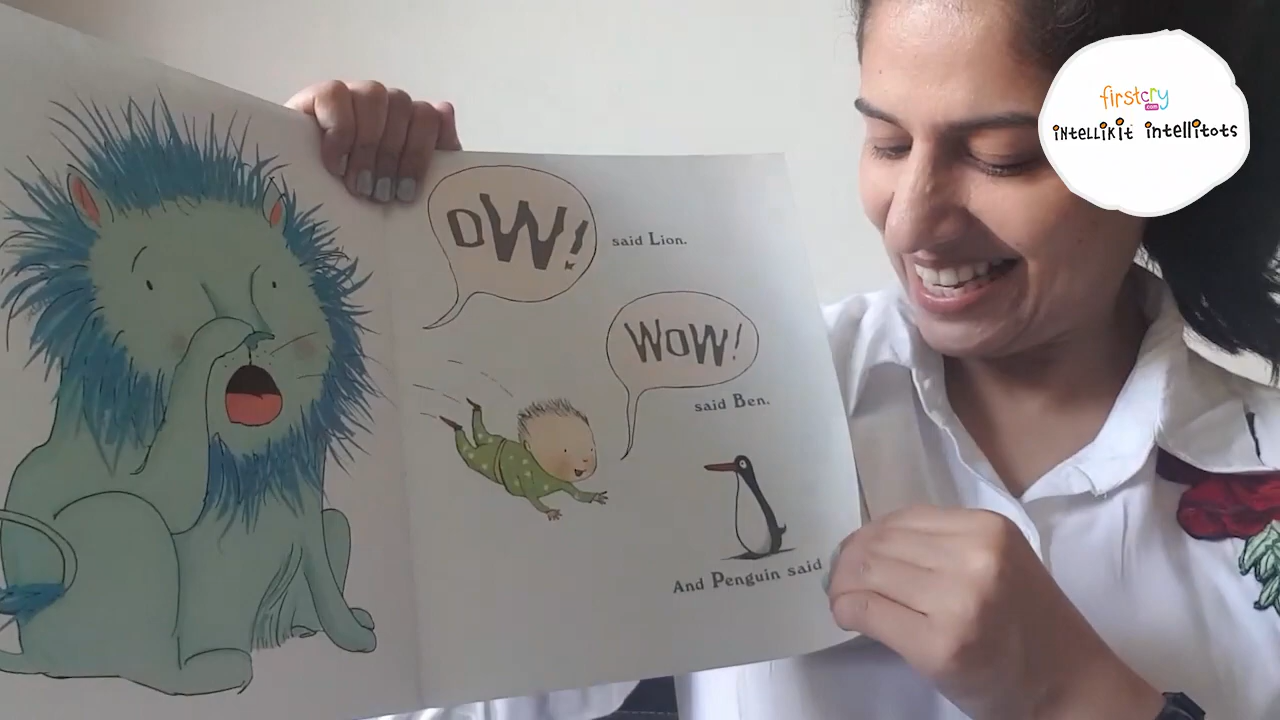 firstcry
.com
intellikit intellitots
OW!
said Lion.
WOW!
said Ben.
And Penguin said